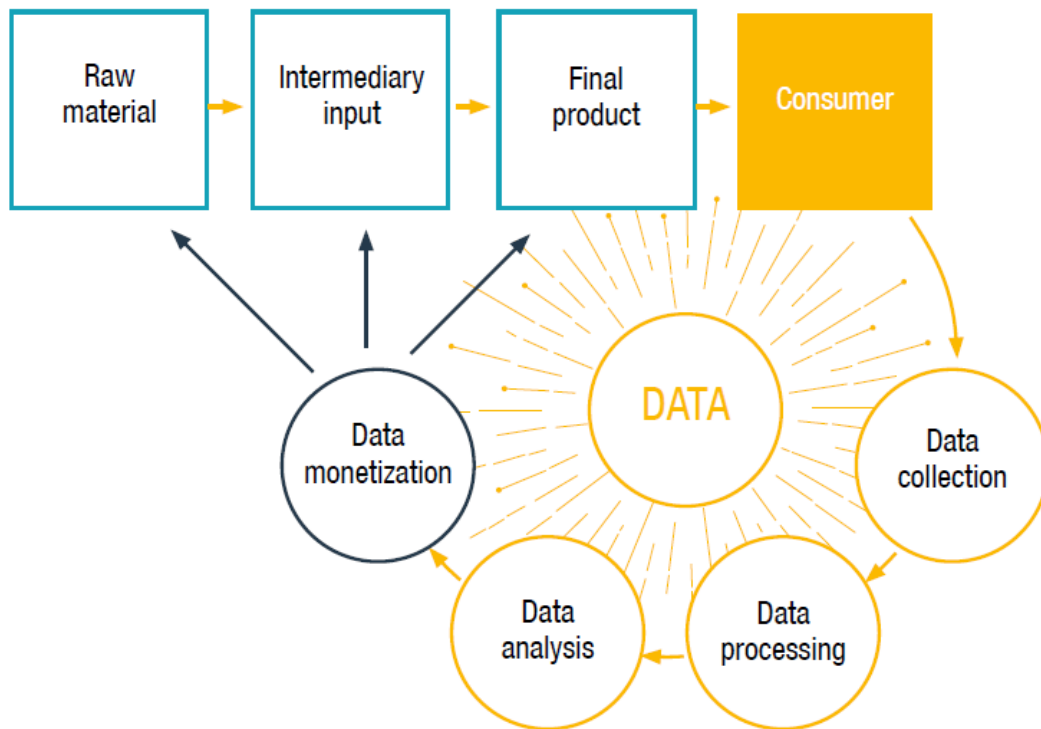 Raw
material
Intermediary
input
Final
product
Consumer
DATA
Data
monetization
Data
collection
Data
analysis
Data
processing